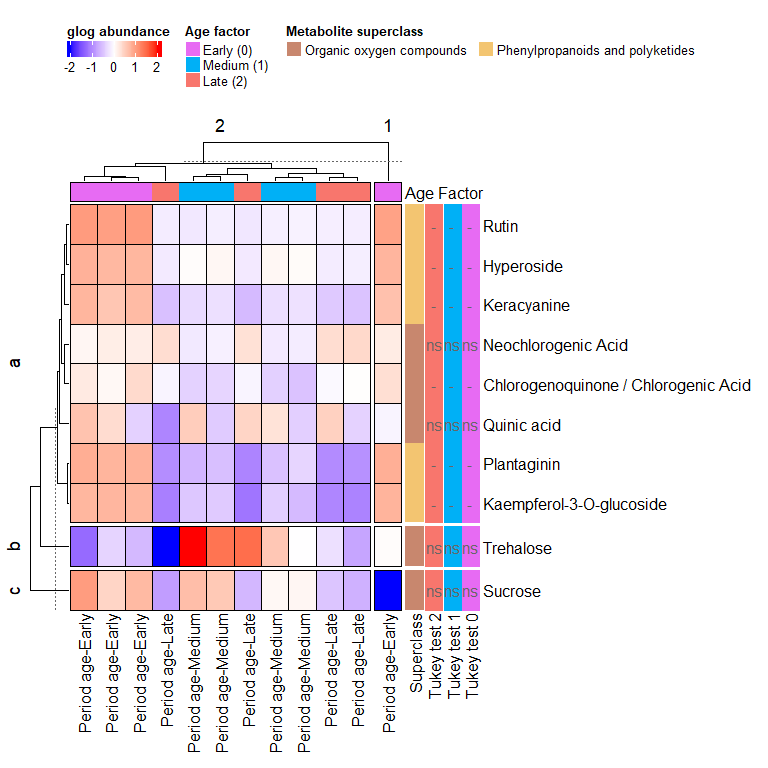 glog abundance
-2 -1 0 1 2
Age factor
Early (0)
Medium (1)
Late (2)
Metabolite superclass
Organic oxygen compounds
Phenylpropanoids and polyketides
2
1
Age Factor
a
b
c
- - - Rutin
- - - Hyperoside
- - - Keracyanine
ns ns ns Neochlorogenic Acid
- - - Chlorogenoquinone / Chlorogenic Acid
ns ns ns Quinic acid
- - - Plantaginin
- - - Kaempferol-3-O-glucoside
ns ns ns Trehalose
ns ns ns Sucrose
Period age-Early
Period age-Early
Period age-Early
Period age-Late
Period age-Medium
Period age-Medium
Period age-Late
Period age-Medium
Period age-Medium
Period age-Late
Period age-Late
Period age-Early
Superclass
Tukey test 2
Tukey test 1
Tukey test 0